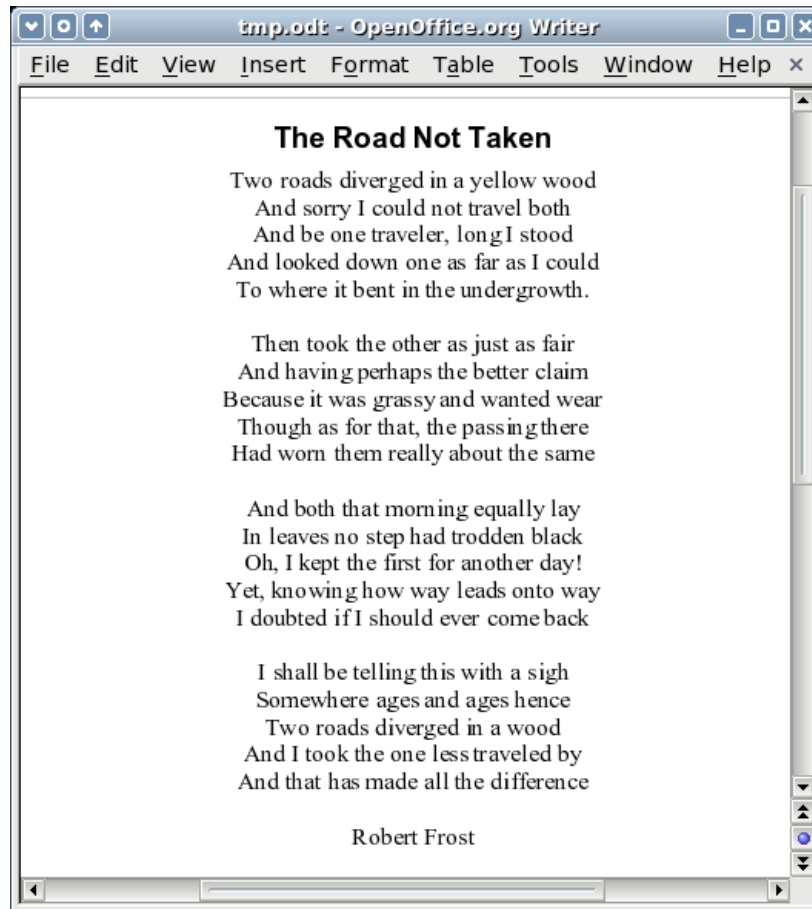 tmp.odt - OpenOffice.org Writer
File Edit View Insert Format Table Tools Window Help
The Road Not Taken
Two roads diverged in a yellow wood
And sorry I could not travel both
And be one traveler, long I stood
And looked down one as far as I could
To where it bent in the undergrowth.
Then took the other as just as fair
And having perhaps the better claim
Because it was grassy and wanted wear
Though as for that, the passing there
Had worn them really about the same
And both that morning equally lay
In leaves no step had trodden black
Oh, I kept the first for another day!
Yet, knowing how way leads onto way
I doubted if I should ever come back
I shall be telling this with a sigh
Somewhere ages and ages hence
Two roads diverged in a wood
And I took the one less traveled by
And that has made all the difference
Robert Frost